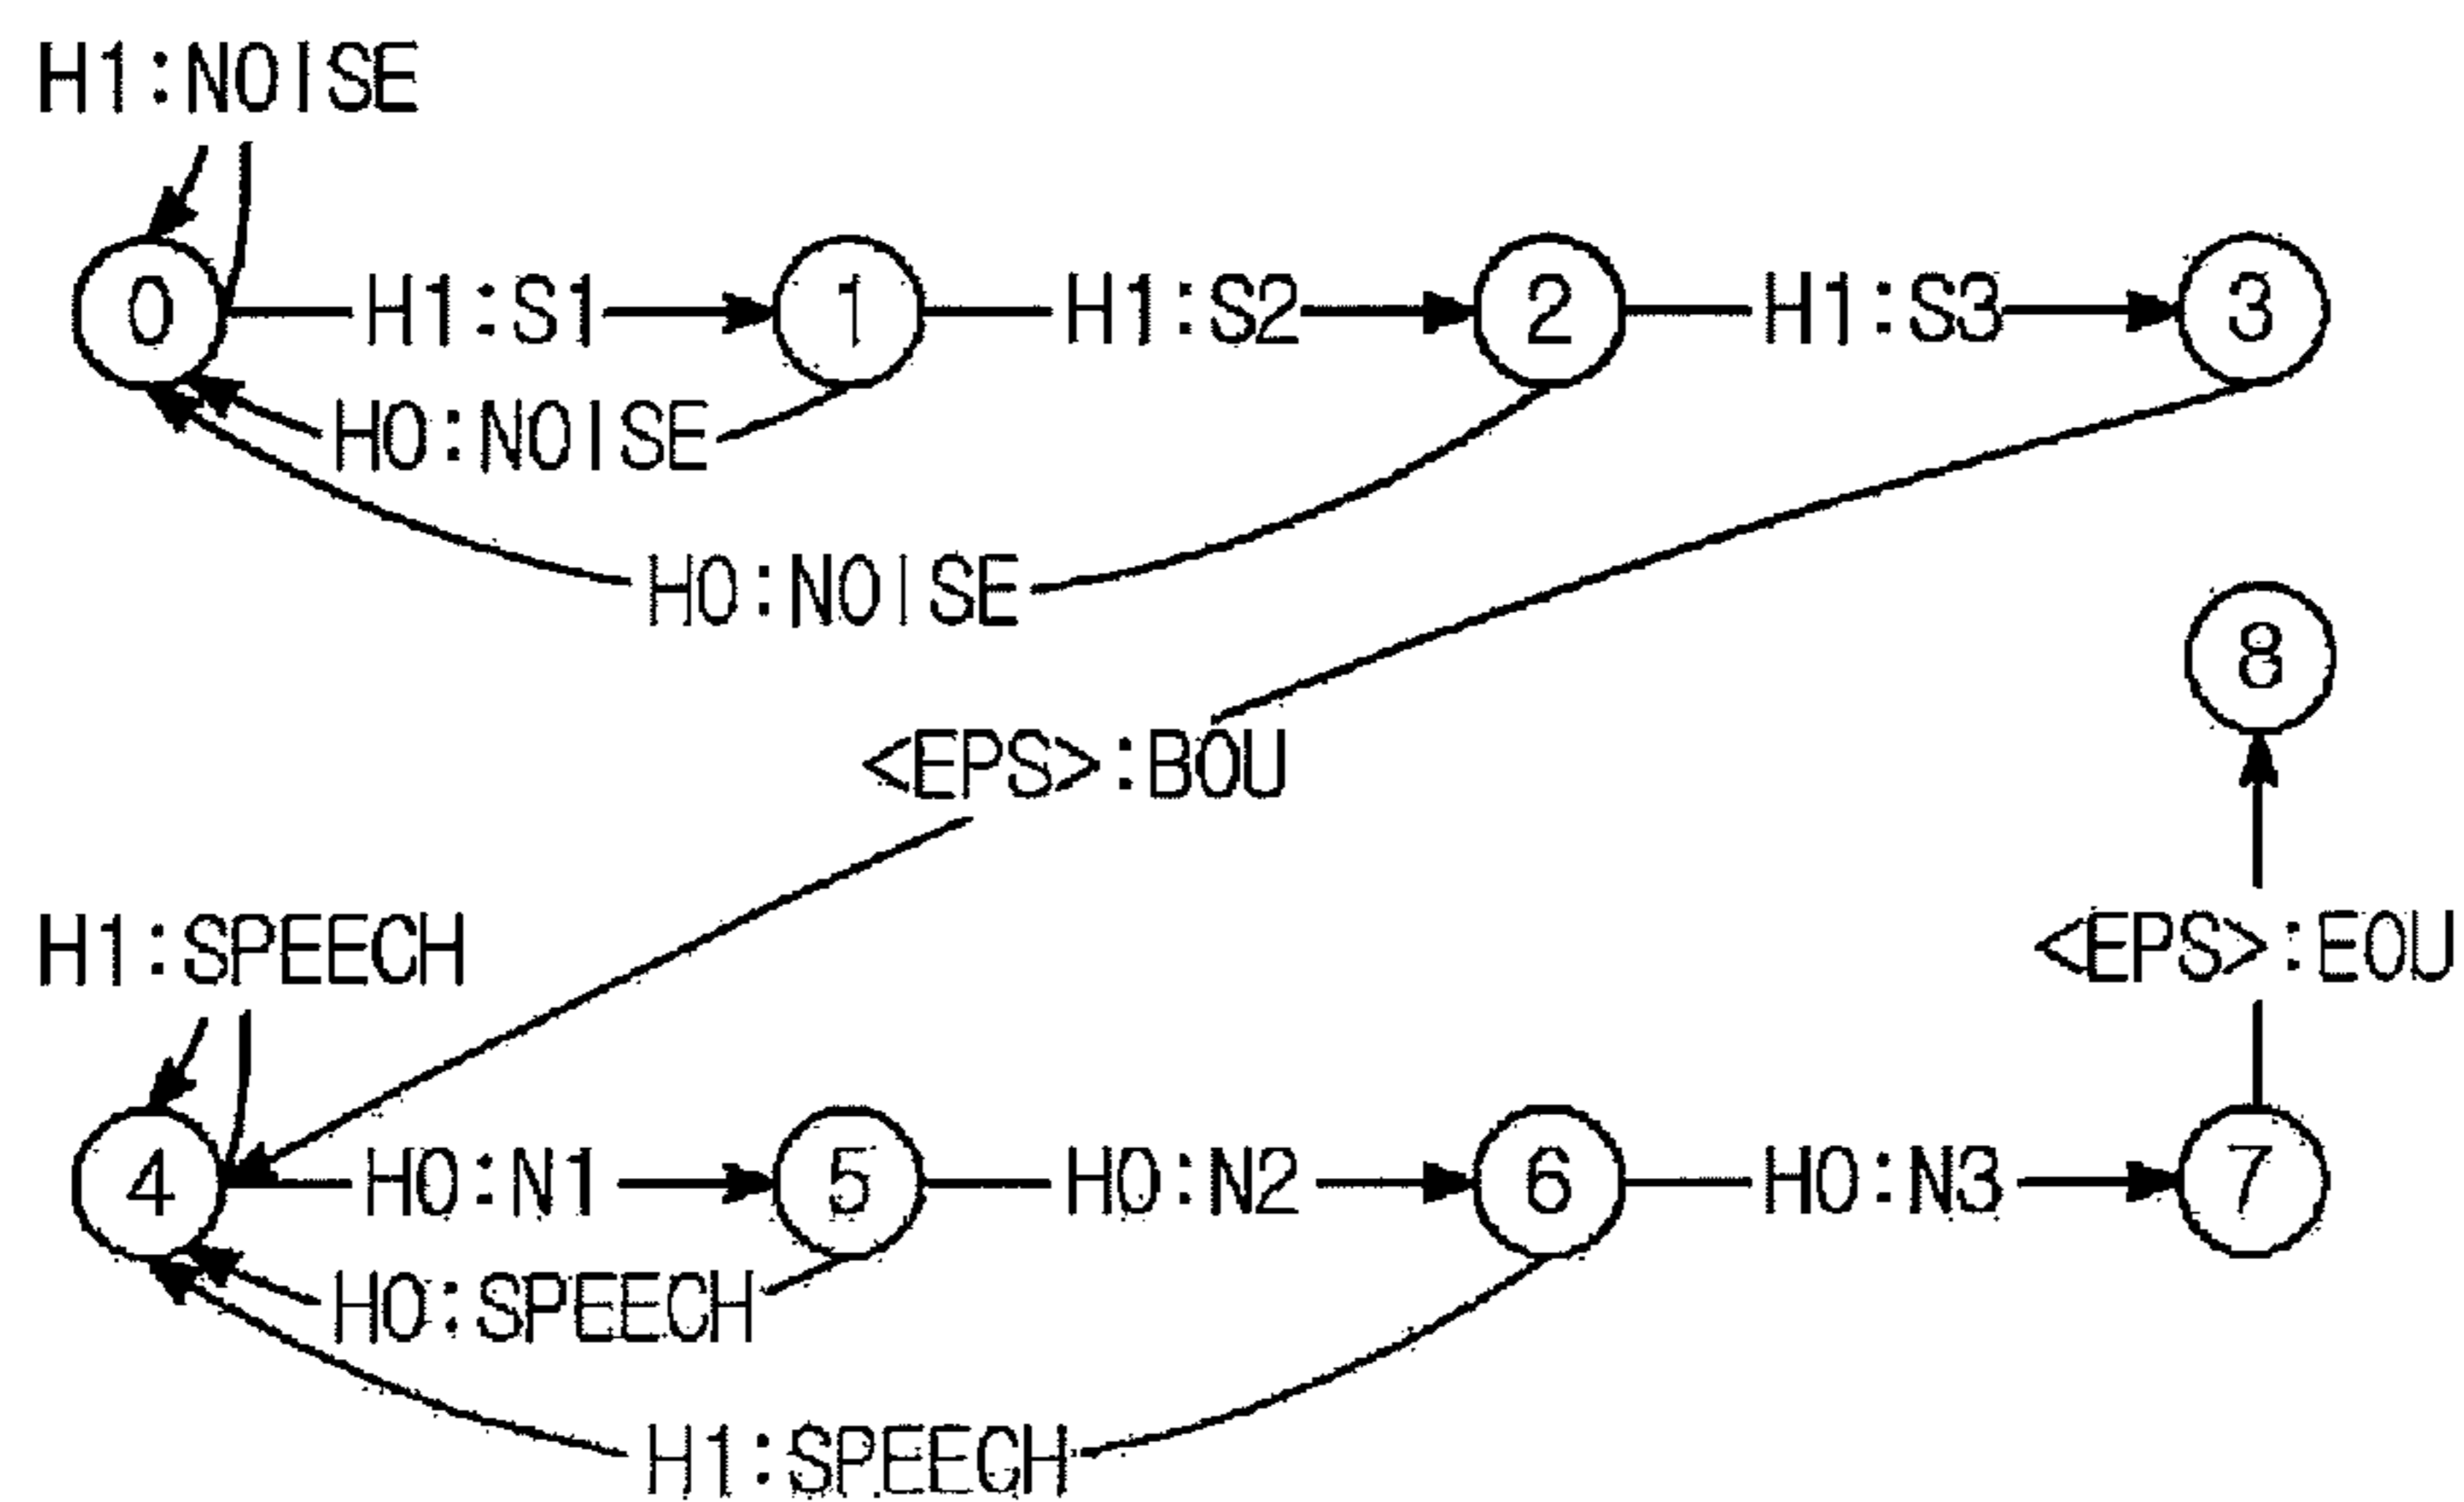 H1:NOISE
0 H1:S1 1 H1:S2 2 H1:S3 3
H0:NOISE
H0:NOISE
8
<EPS>:BOU
H1:SPEECH
<EPS>:EOU
4 H0:N1 5 H0:N2 6 H0:N3 7
H0:SPEECH
H1:SPEECH